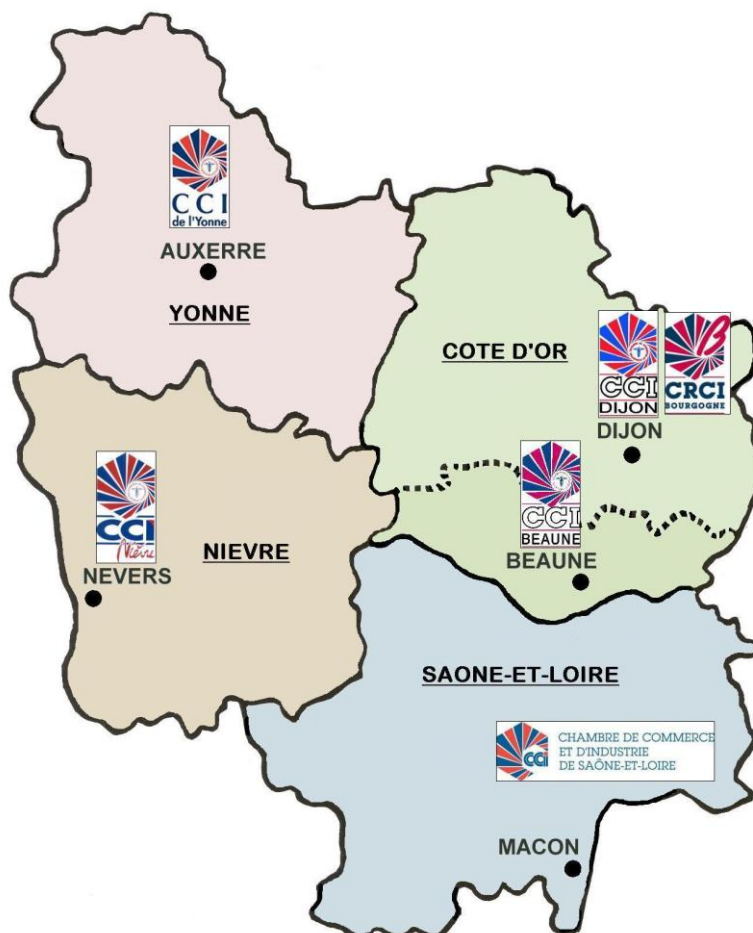 CCI
de l'Yonne
AUXERRE
YONNE
COTE D'OR
CCI
DIJON
B
CRCI
BOURGOGNE
DIJON
CCI
Nièvre
NEVERS
NIEVRE
CCI
BEAUNE
BEAUNE
SAONE-ET-LOIRE
CCi
CHAMBRE DE COMMERCE
ET D'INDUSTRIE
DE SAÔNE-ET-LOIRE
MACON